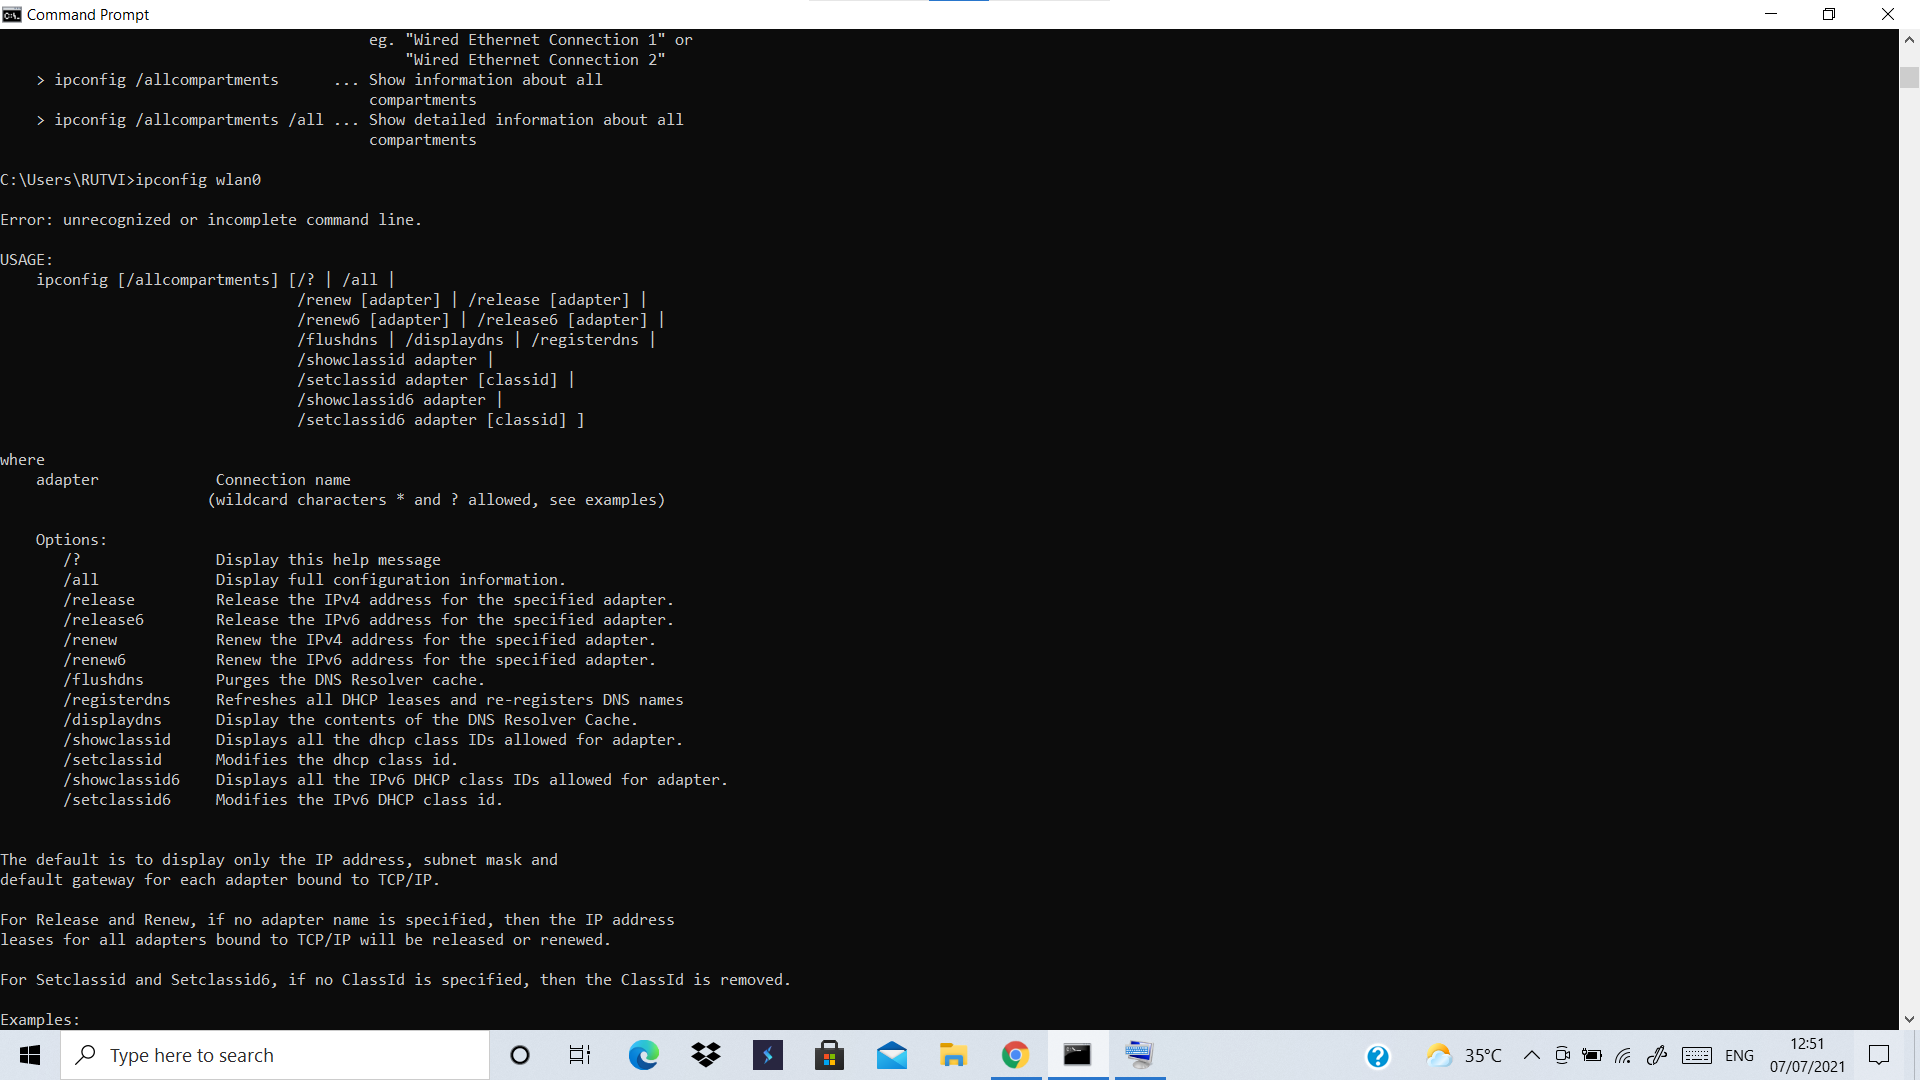 Command Prompt
eg. "Wired Ethernet Connection 1" or
"Wired Ethernet Connection 2"
> ipconfig /allcompartments ... Show information about all
compartments
> ipconfig /allcompartments /all ... Show detailed information about all
compartments
C:\Users\RUTVI>ipconfig wlan0
Error: unrecognized or incomplete command line.
USAGE:
ipconfig [/allcompartments] [/? | /all |
/renew [adapter] | /release [adapter] |
/renew6 [adapter] | /release6 [adapter] |
/flushdns | /displaydns | /registerdns |
/showclassid adapter |
/setclassid adapter [classid] |
/showclassid6 adapter |
/setclassid6 adapter [classid] ]
where
adapter Connection name
(wildcard characters * and ? allowed, see examples)
Options:
/? Display this help message
/all Display full configuration information.
/release Release the IPv4 address for the specified adapter.
/release6 Release the IPv6 address for the specified adapter.
/renew Renew the IPv4 address for the specified adapter.
/renew6 Renew the IPv6 address for the specified adapter.
/flushdns Purges the DNS Resolver cache.
/registerdns Refreshes all DHCP leases and re-registers DNS names
/displaydns Display the contents of the DNS Resolver Cache.
/showclassid Displays all the dhcp class IDs allowed for adapter.
/setclassid Modifies the dhcp class id.
/showclassid6 Displays all the IPv6 DHCP class IDs allowed for adapter.
/setclassid6 Modifies the IPv6 DHCP class id.
The default is to display only the IP address, subnet mask and
default gateway for each adapter bound to TCP/IP.
For Release and Renew, if no adapter name is specified, then the IP address
leases for all adapters bound to TCP/IP will be released or renewed.
For Setclassid and Setclassid6, if no ClassId is specified, then the ClassId is removed.
Examples:
Type here to search
35°C
ENG
12:51
07/07/2021